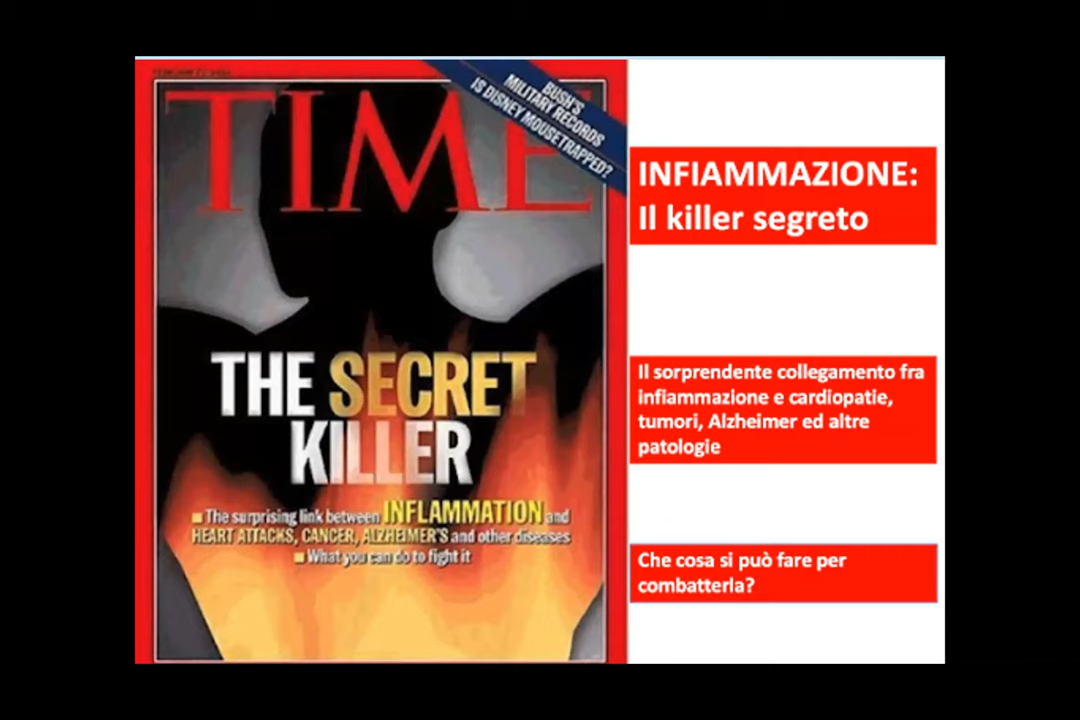 TIME
BUSH'S
MILITARY RECORDS
IS DISNEY MOUSETRAPPED?
THE SECRET
KILLER
The surprising link between INFLAMMATION and
HEART ATTACKS, CANCER, ALZHEIMER'S and other diseases
What you can do to fight it
INFIAMMAZIONE:
Il killer segreto
Il sorprendente collegamento fra
infiammazione e cardiopatie,
tumori, Alzheimer ed altre
patologie
Che cosa si può fare per
combatterla?